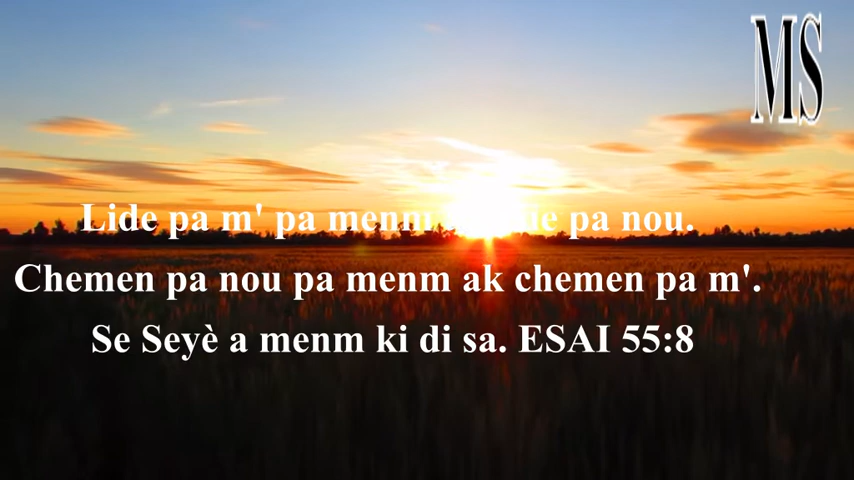 MS
Lide pa m' pa menm pa nou.
Chemen pa nou pa menm ak chemen pa m'.
Se Seyè a menm ki di sa. ESAI 55:8